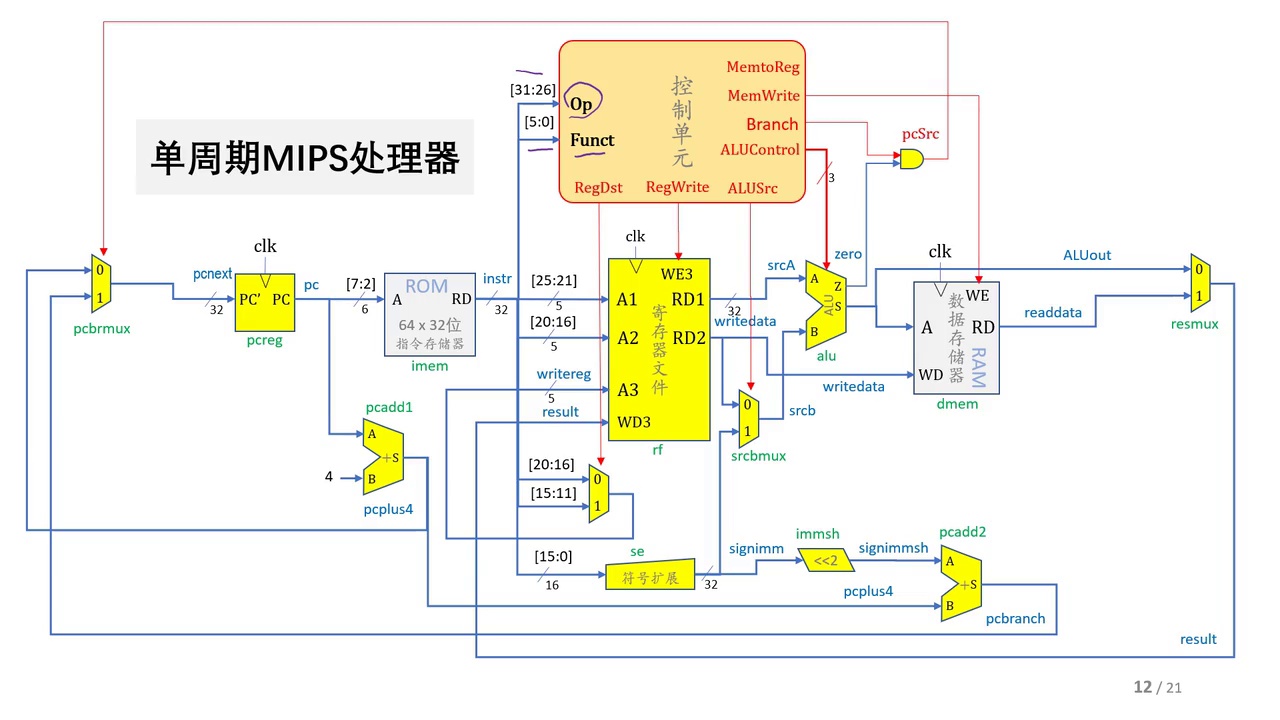 单周期MIPS处理器
控制单元
[31:26]
Op
[5:0]
Funct
MemtoReg
MemWrite
Branch
ALUControl
RegDst
RegWrite
ALUSrc
3
pcSrc
0
1
pcbrmux
pcnext
32
clk
PC' PC
pcreg
pc
[7:2]
6
ROM
A RD
64 x 32位
指令存储器
imem
instr
32
[25:21]
5
[20:16]
5
writereg
5
result
clk
WE3
A1
A2
A3
WD3
RD1
RD2
寄存器文件
rf
32
writedata
srcA
zero
A
B
Z
S
ALU
alu
0
1
srcb
srcbmux
writedata
clk
WE
A
RD
WD
数据存储器
RAM
dmem
ALUout
readdata
0
1
resmux
pcadd1
A
B
+S
4
pcplus4
[20:16]
[15:11]
0
1
[15:0]
16
se
符号扩展
32
signimm
immsh
<<2
signimmsh
pcadd2
A
B
+S
pcplus4
pcbranch
result
12 / 21